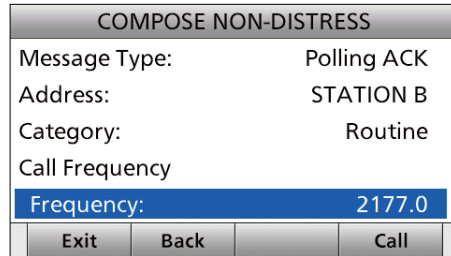 COMPOSE NON-DISTRESS
Message Type: Polling ACK
Address: STATION B
Category: Routine
Call Frequency
Frequency: 2177.0
Exit Back Call